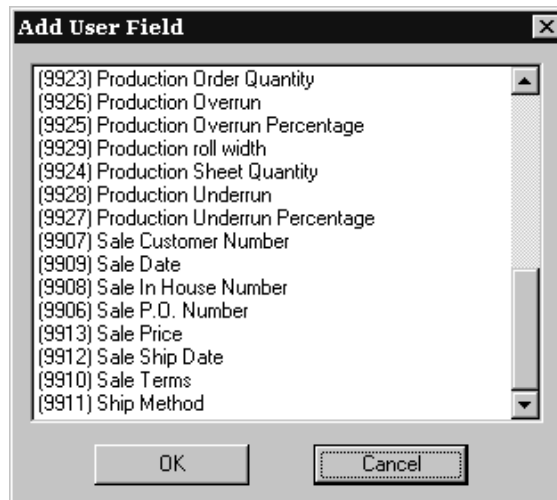 Add User Field
(9923) Production Order Quantity
(9926) Production Overrun
(9925) Production Overrun Percentage
(9929) Production roll width
(9924) Production Sheet Quantity
(9928) Production Underrun
(9927) Production Underrun Percentage
(9907) Sale Customer Number
(9909) Sale Date
(9908) Sale In House Number
(9906) Sale P.O. Number
(9913) Sale Price
(9912) Sale Ship Date
(9910) Sale Terms
(9911) Ship Method
OK Cancel